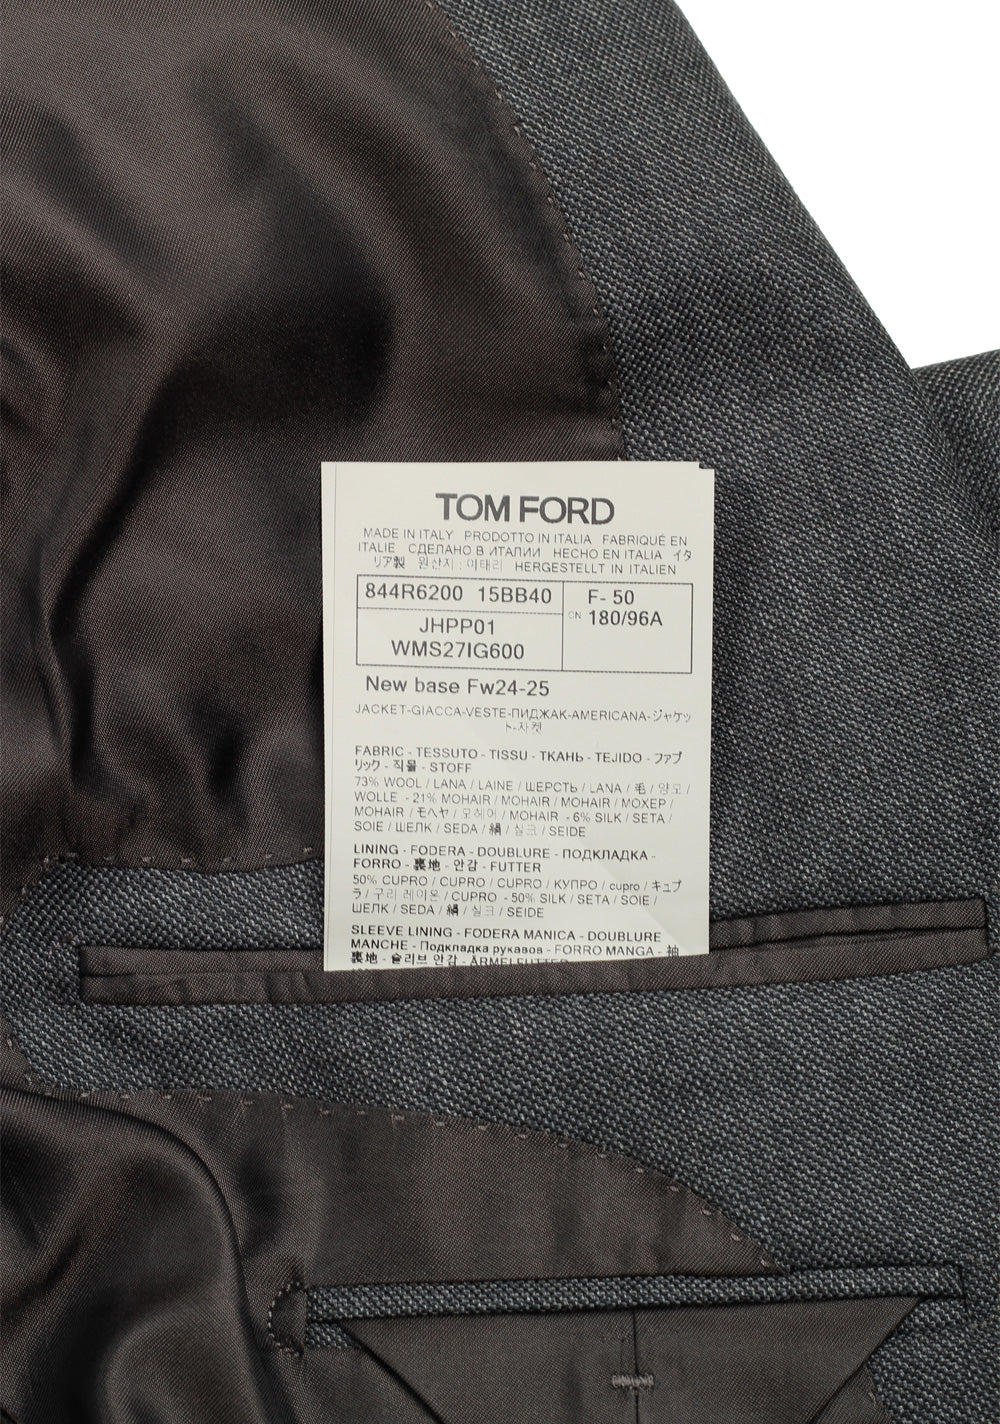 TOM FORD
MADE IN ITALY PRODOTTO IN ITALIA FABRIQUÉ EN
ITALIE СДЕЛАНО В ИТАЛИИ HECHO EN ITALIA イタ
リア製 원산지 : 이태리 HERGESTELLT IN ITALIEN
844R6200 15BB40
F- 50
CN 180/96A
JHPP01
WMS27IG600
New base Fw24-25
JACKET-GIACCA-VESTE-ПИДЖАК-AMERICANA-ジャケッ
ト-자켓
FABRIC - TESSUTO - TISSU - ТКАНЬ - TEJIDO - ファブ
リック - 직물 - STOFF
73% WOOL / LANA / LAINE / ШЕРСТЬ / LANA / 毛 / 양모 /
WOLLE - 21% MOHAIR / MOHAIR / MOHAIR / МОХЕР /
MOHAIR / モヘヤ / 모헤어 / MOHAIR - 6% SILK / SETA /
SOIE / ШЕЛК / SEDA / 絹 / 실크 / SEIDE
LINING - FODERA - DOUBLURE - ПОДКЛАДКА -
FORRO - 裏地 - 안감 - FUTTER
50% CUPRO / CUPRO / CUPRO / КУПРО / cupro / キュプ
ラ / 구리 레이온 / CUPRO - 50% SILK / SETA / SOIE /
ШЕЛК / SEDA / 絹 / 실크 / SEIDE
SLEEVE LINING - FODERA MANICA - DOUBLURE
MANCHE - Подкладка рукавов - FORRO MANGA - 袖
裏地 - 슬리브 안감 - ÄRMELFUTTER